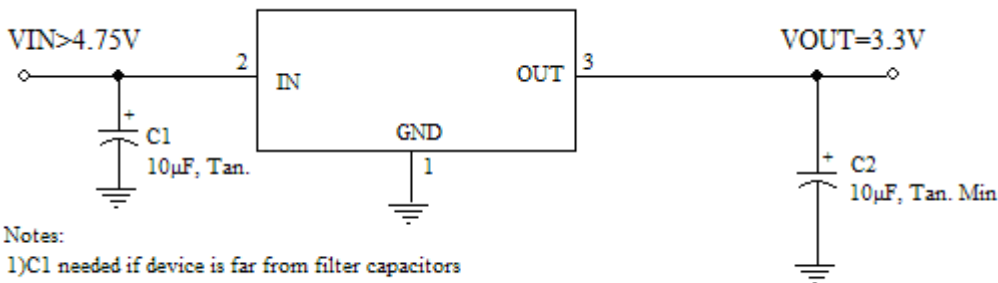 VIN>4.75V
VOUT=3.3V
2
IN
OUT
3
GND
1
+
C1
10μF, Tan.
+
C2
10μF, Tan. Min
Notes:
1)C1 needed if device is far from filter capacitors